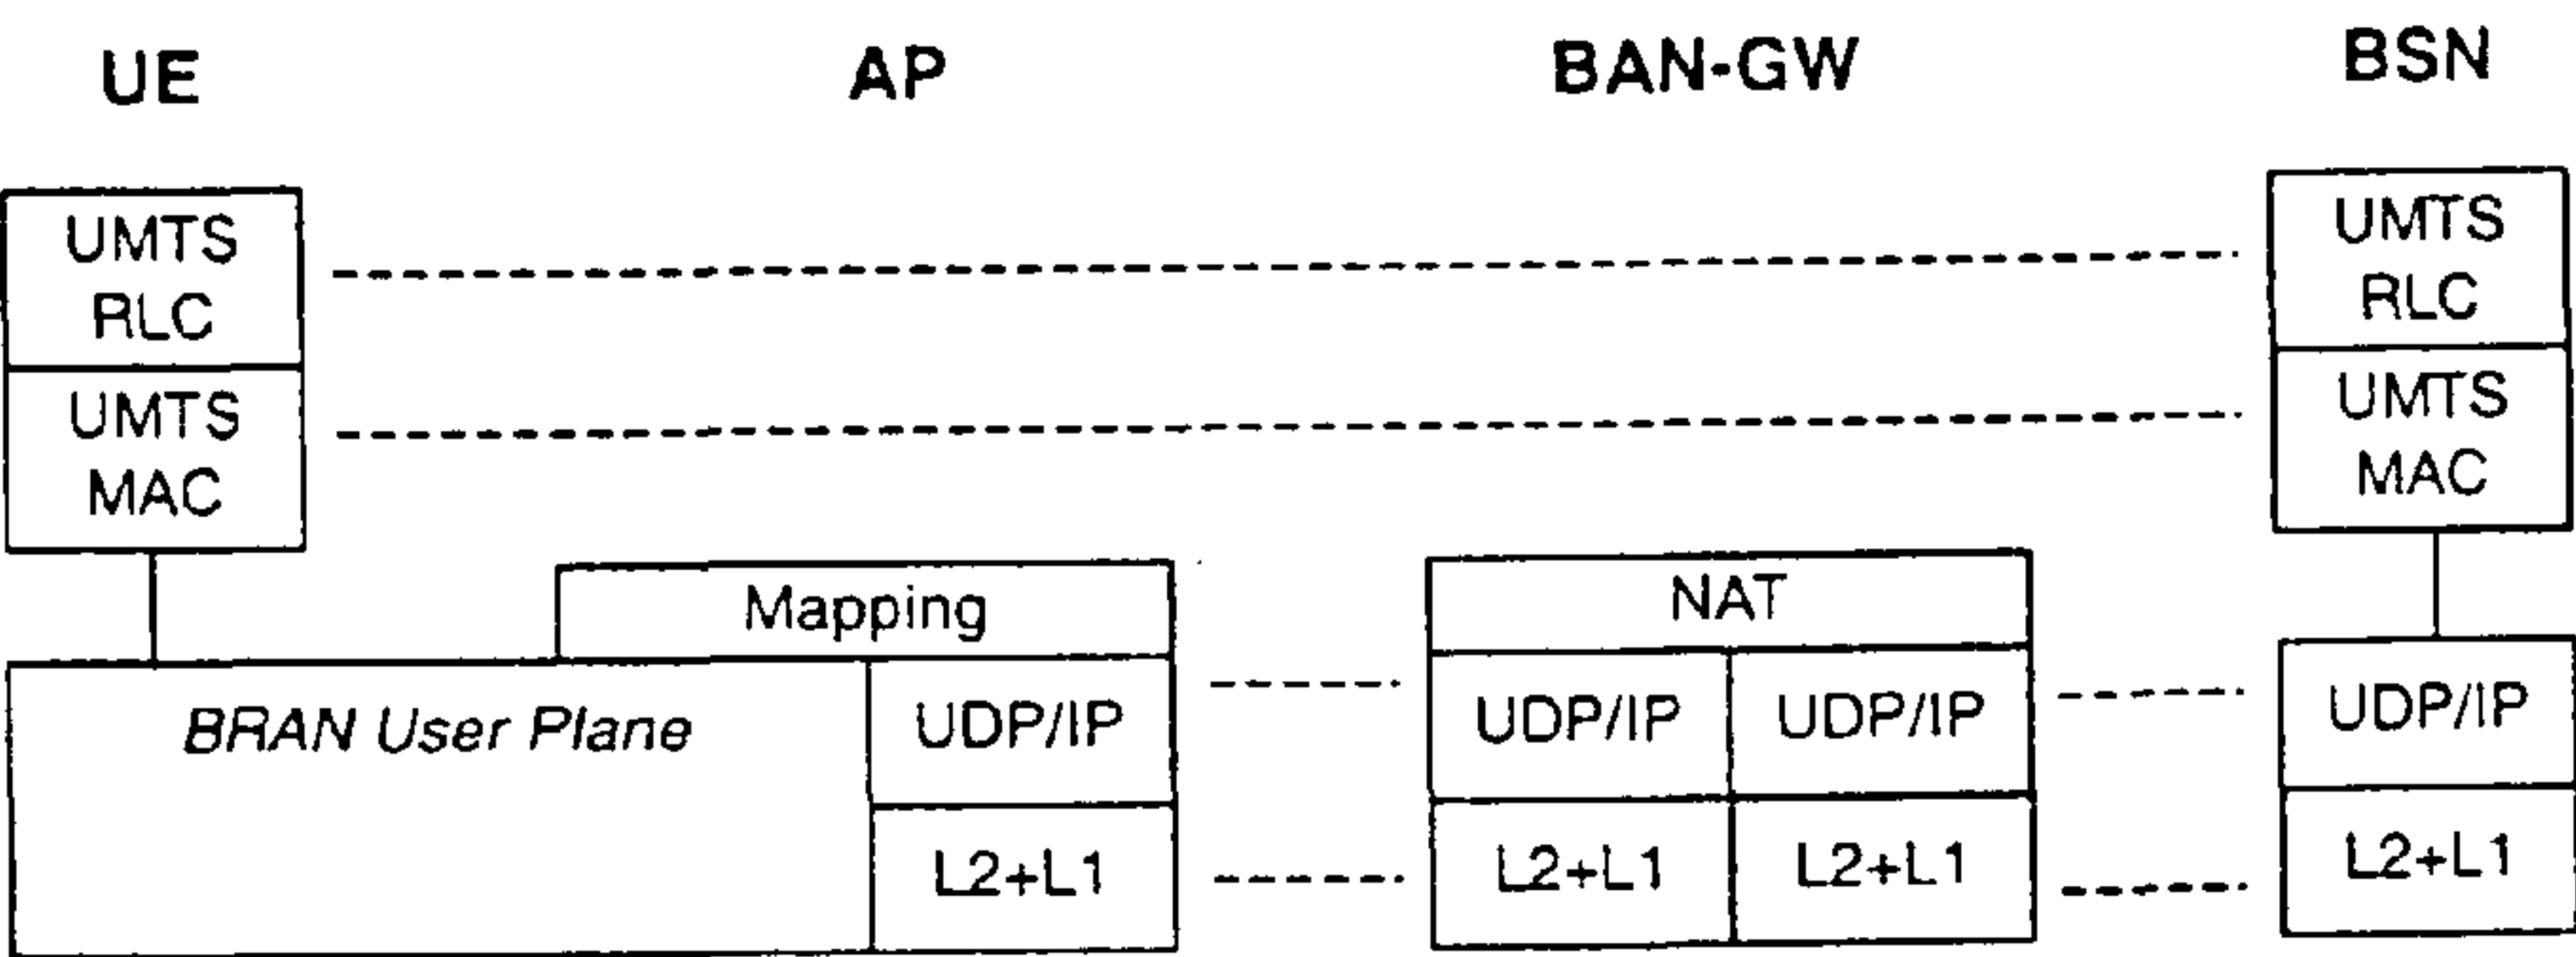 UE AP BAN-GW BSN
UMTS
RLC
UMTS
MAC
UMTS
RLC
UMTS
MAC
Mapping
NAT
BRAN User Plane
UDP/IP
UDP/IP
UDP/IP
UDP/IP
L2+L1
L2+L1
L2+L1
L2+L1